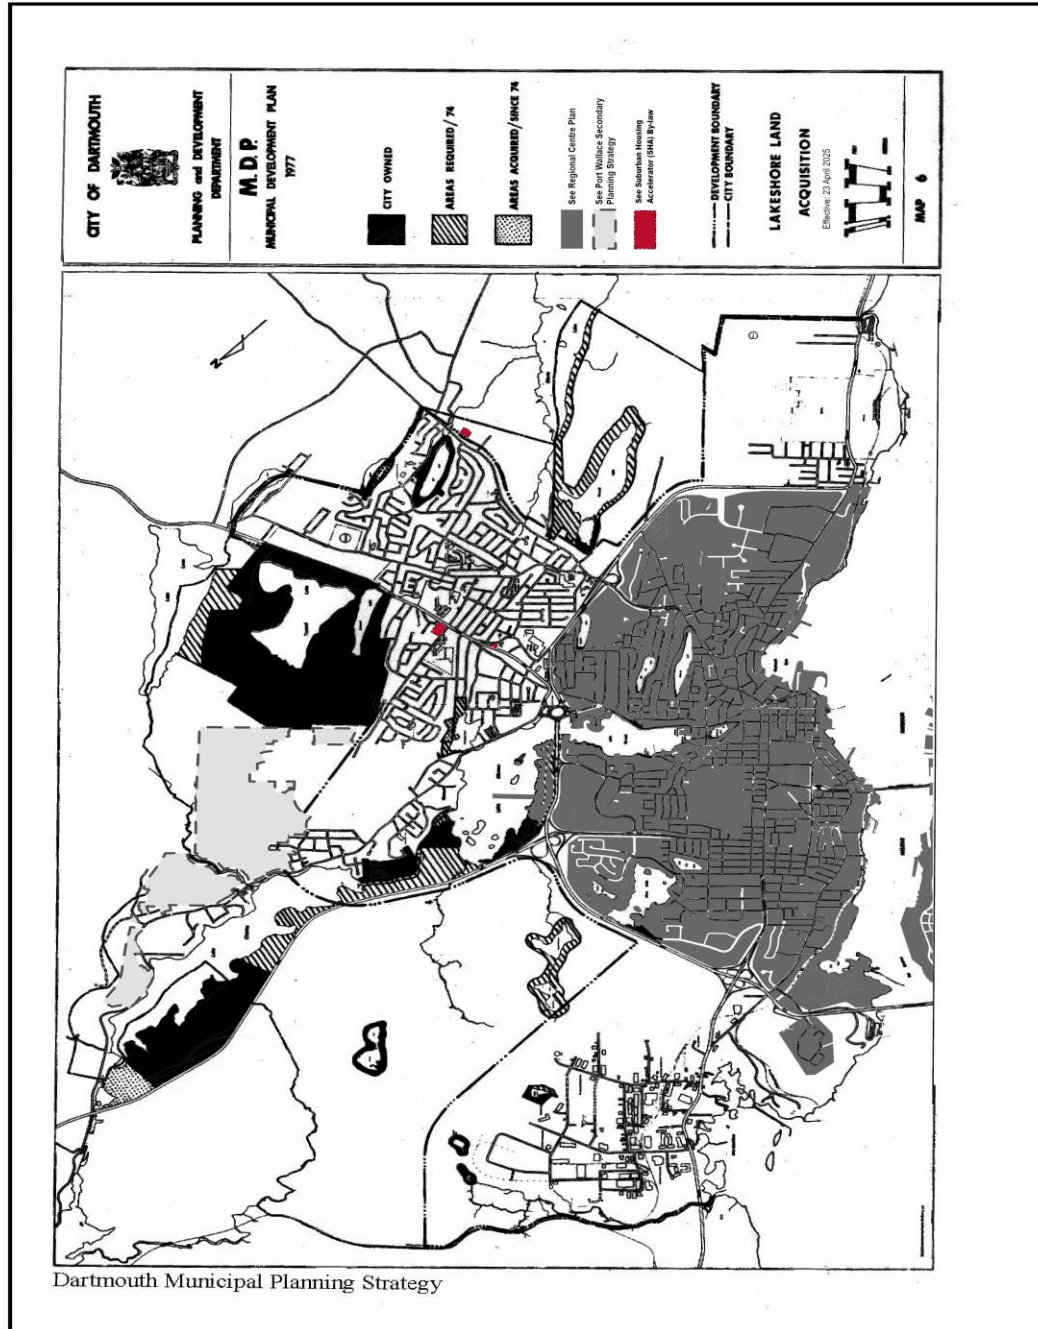 CITY OF DARTMOUTH
PLANNING and DEVELOPMENT
DEPARTMENT
M.D.P.
MUNICIPAL DEVELOPMENT PLAN
1977
CITY OWNED
AREAS REQUIRED/ 74
AREAS ACQUIRED/SINCE 74
See Regional Centre Plan
See Port Wallace Secondary
Planning Strategy
See Suburban Housing
Accelerator (SHA) By-law
DEVELOPMENT BOUNDARY
CITY BOUNDARY
LAKESHORE LAND
ACQUISITION
Effective: 23 April 2025
MAP 6
N
Dartmouth Municipal Planning Strategy